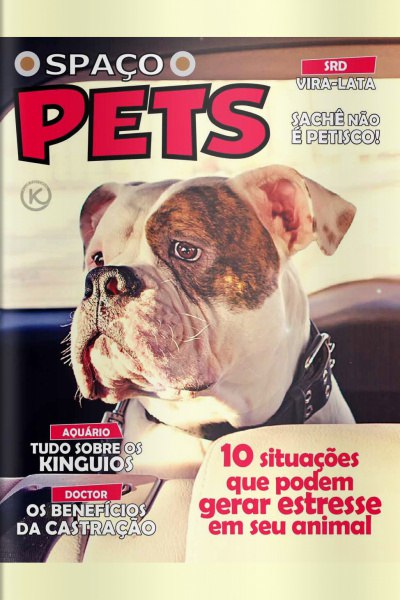 SPAÇO
PETS
SRD
VIRA-LATA
SACHÊ NÃO
É PETISCO!
K
AQUÁRIO
TUDO SOBRE OS
KINGUIOS
DOCTOR
OS BENEFÍCIOS
DA CASTRAÇÃO
10 situações
que podem
gerar estresse
em seu animal